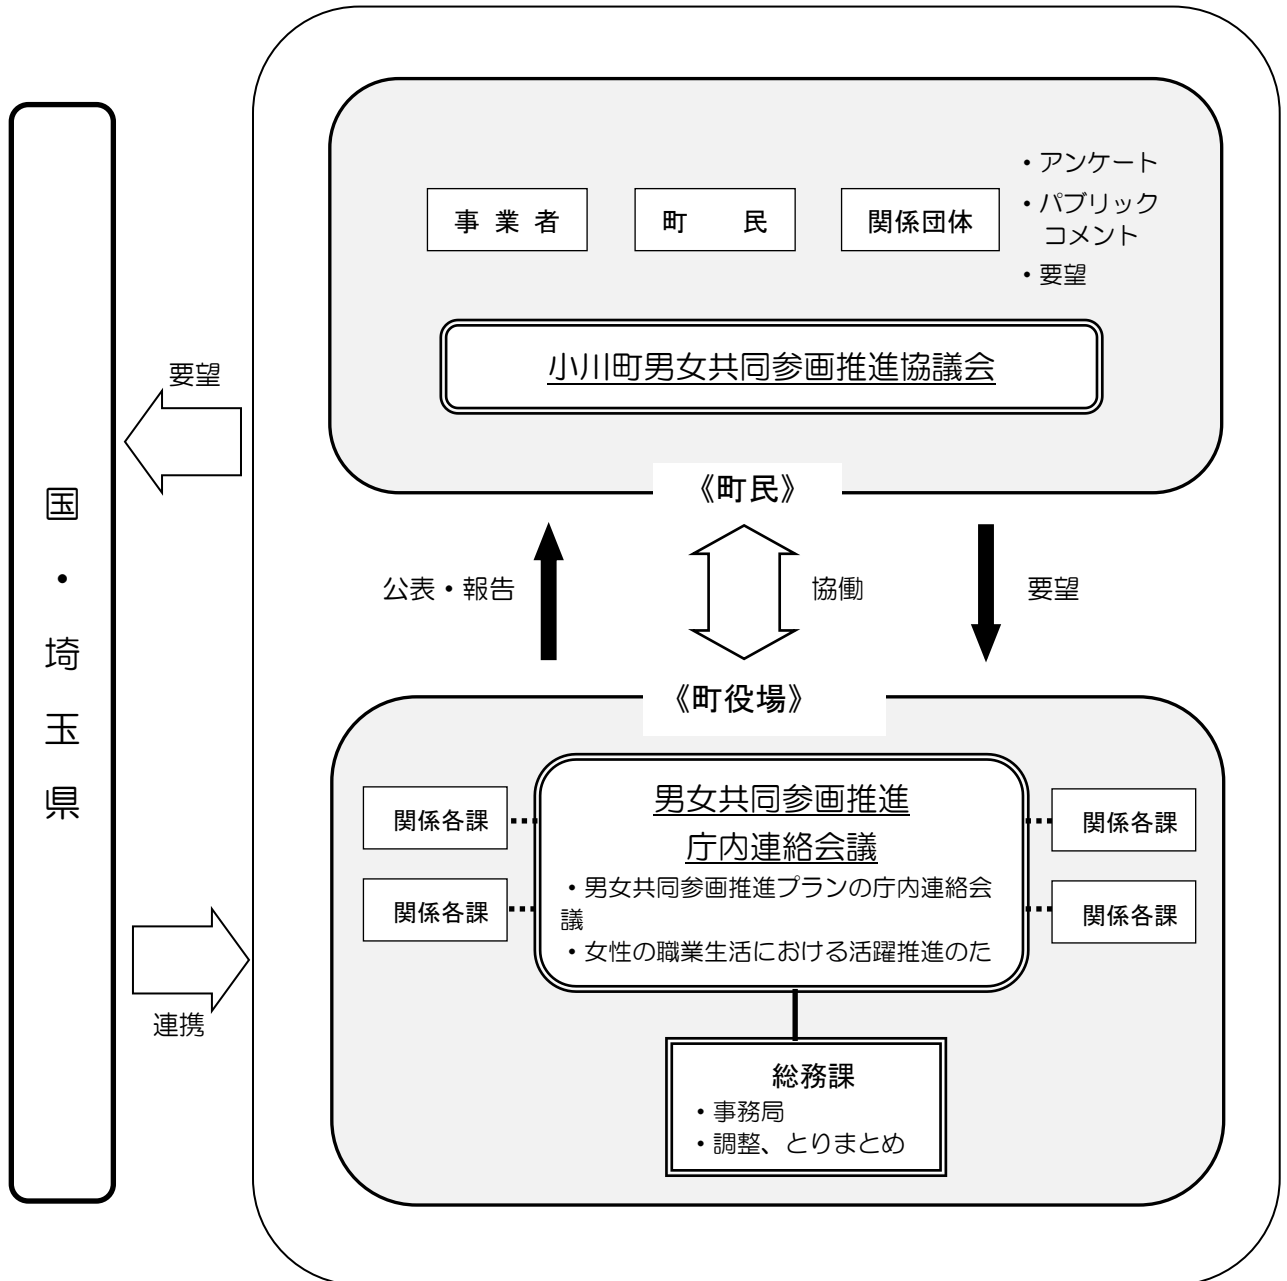 ・アンケート
・パブリック
コメント
・要望
事 業 者
町 民
関係団体
小川町男女共同参画推進協議会
《町民》
要望
国・埼玉県
公表・報告
協働
要望
《町役場》
男女共同参画推進
庁内連絡会議
・男女共同参画推進プランの庁内連絡会
議
・女性の職業生活における活躍推進のた
関係各課
関係各課
関係各課
関係各課
連携
総務課
・事務局
・調整、とりまとめ